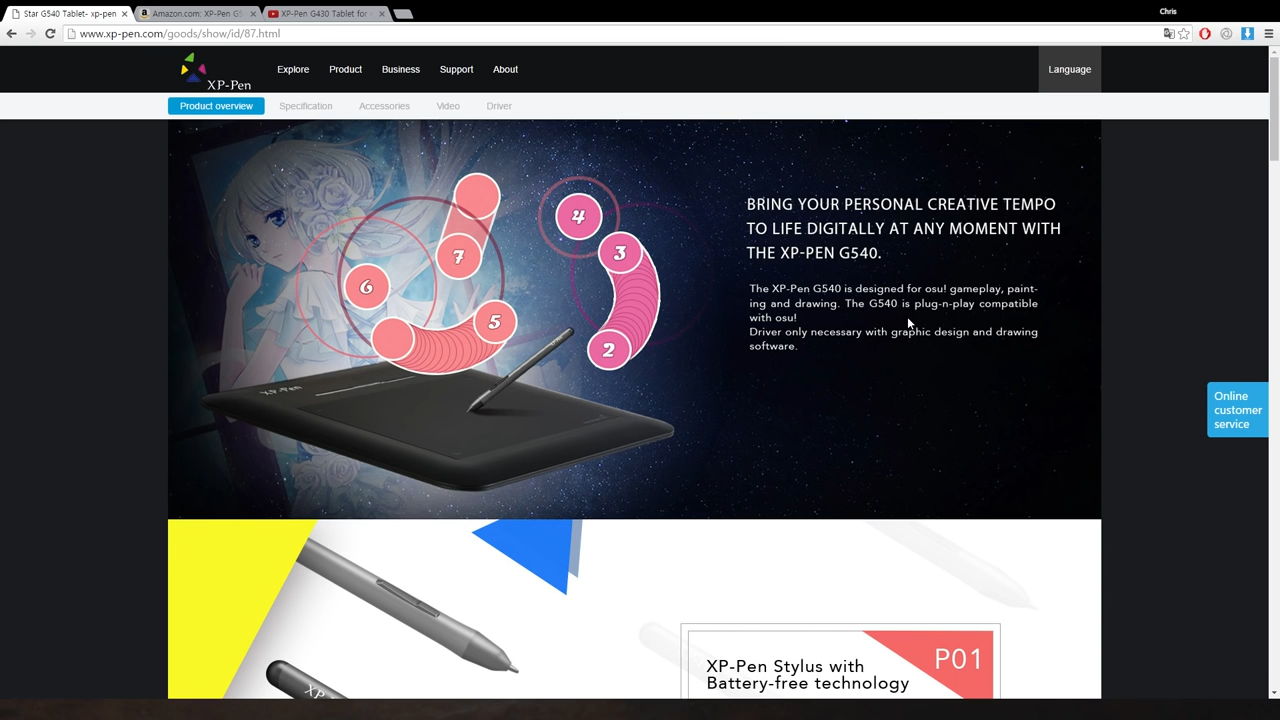 Chris
Star G540 Tablet- xp-pen
Amazon.com: XP-Pen G5
XP-Pen G430 Tablet for
www.xp-pen.com/goods/show/id/87.html
XP-Pen
Explore
Product
Business
Support
About
Language
Product overview
Specification
Accessories
Video
Driver
4
3
7
6
5
2
BRING YOUR PERSONAL CREATIVE TEMPO
TO LIFE DIGITALLY AT ANY MOMENT WITH
THE XP-PEN G540.
The XP-Pen G540 is designed for osu! gameplay, paint-
ing and drawing. The G540 is plug-n-play compatible
with osu!
Driver only necessary with graphic design and drawing
software.
XP-Pen
Online
customer
service
P01
XP-Pen Stylus with
Battery-free technology
XP-